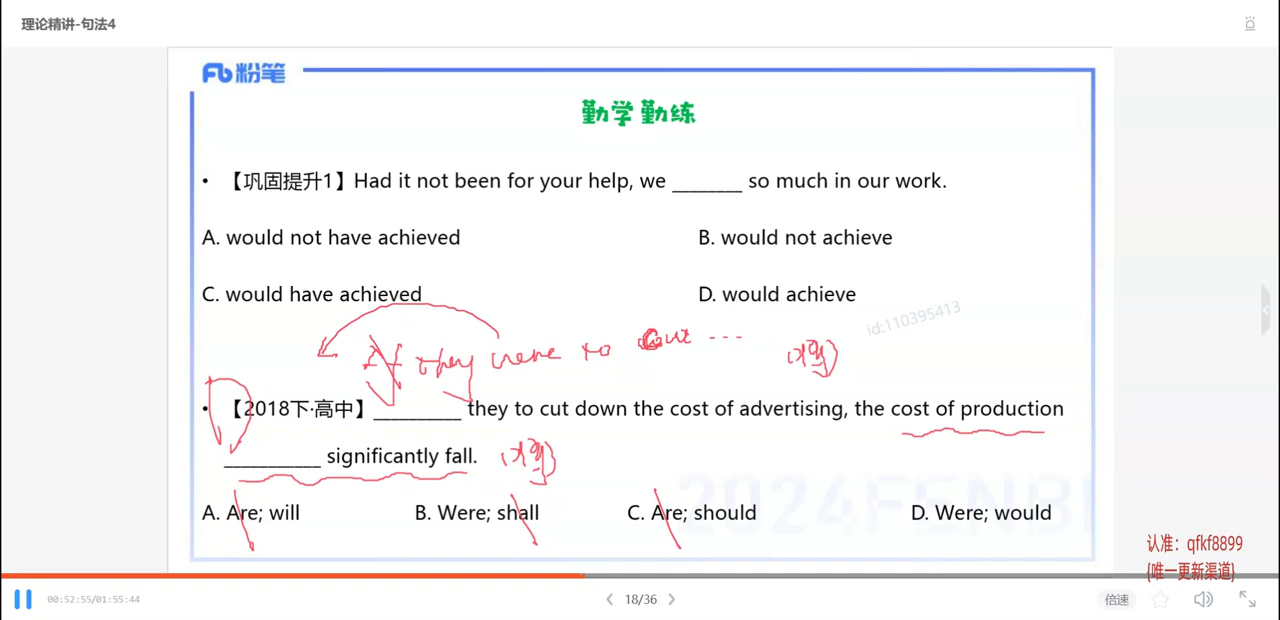 理论精讲-句法4
粉笔
勤学勤练
• 【巩固提升1】Had it not been for your help, we ________ so much in our work.
A. would not have achieved B. would not achieve
C. would have achieved D. would achieve
id:110395413
If they were to cut ...
• 【2018下·高中】__________ they to cut down the cost of advertising, the cost of production
___________ significantly fall.
A. Are; will B. Were; shall C. Are; should D. Were; would
2024FENBI
认准：qfkf8899
{唯一更新渠道}
00:52:55/01:55:44 18/36 倍速